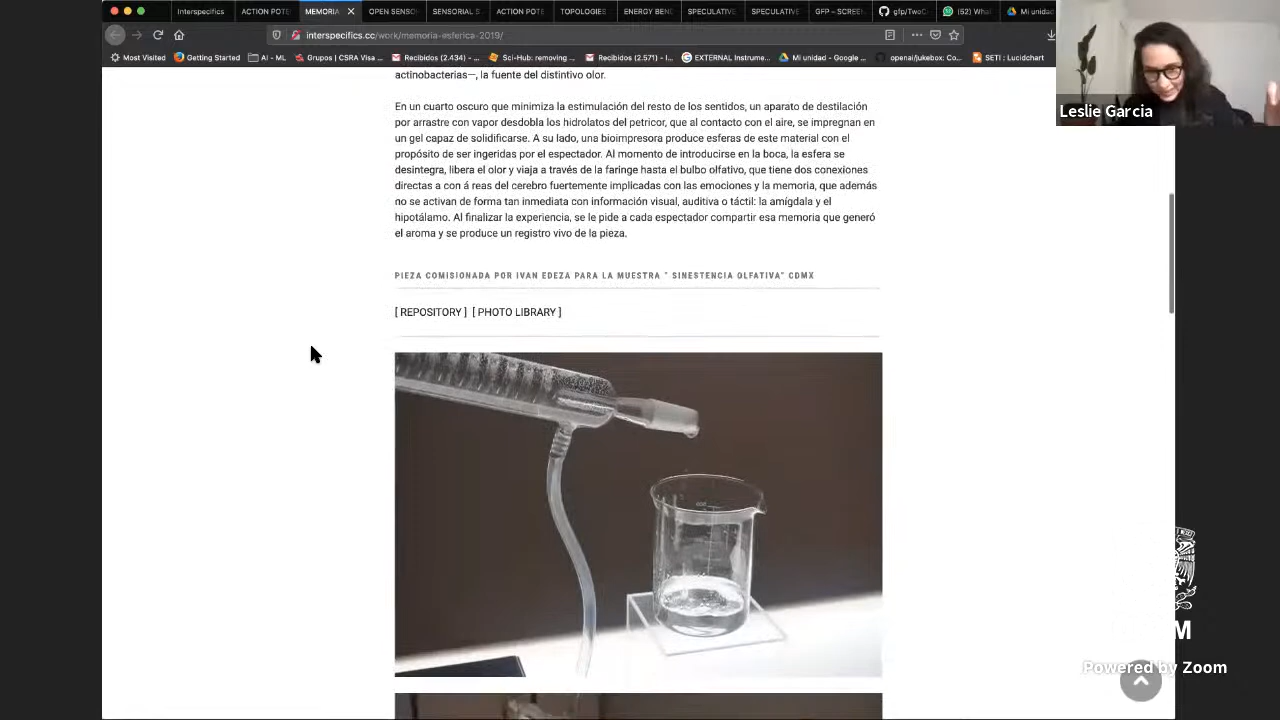 Interspecifics
ACTION POTE
MEMORIA
OPEN SENSOR
SENSORIAL S
ACTION POTE
TOPOLOGIES
ENERGY BEN
SPECULATIVE
SPECULATIVE
GFP – SCREEN
gfp/TwoC
(52) Wha
Mi unidad
interspecifics.cc/work/memoria-esferica-2019/
Most Visited
Getting Started
AI - ML
Grupos | CSRA Visa ...
Recibidos (2.434) - ...
Sci-Hub: removing ...
Recibidos (2.571) - l...
EXTERNAL Instrume...
Mi unidad - Google ...
openai/jukebox: Co...
SETI : Lucidchart
Leslie Garcia
actinobacterias—, la fuente del distintivo olor.
En un cuarto oscuro que minimiza la estimulación del resto de los sentidos, un aparato de destilación
por arrastre con vapor desdobla los hidrolatos del petricor, que al contacto con el aire, se impregnan en
un gel capaz de solidificarse. A su lado, una bioimpresora produce esferas de este material con el
propósito de ser ingeridas por el espectador. Al momento de introducirse en la boca, la esfera se
desintegra, libera el olor y viaja a través de la faringe hasta el bulbo olfativo, que tiene dos conexiones
directas a con á reas del cerebro fuertemente implicadas con las emociones y la memoria, que además
no se activan de forma tan inmediata con información visual, auditiva o táctil: la amígdala y el
hipotálamo. Al finalizar la experiencia, se le pide a cada espectador compartir esa memoria que generó
el aroma y se produce un registro vivo de la pieza.
PIEZA COMISIONADA POR IVAN EDEZA PARA LA MUESTRA " SINESTENCIA OLFATIVA" CDMX
[ REPOSITORY ] [ PHOTO LIBRARY ]
M
Powered by Zoom